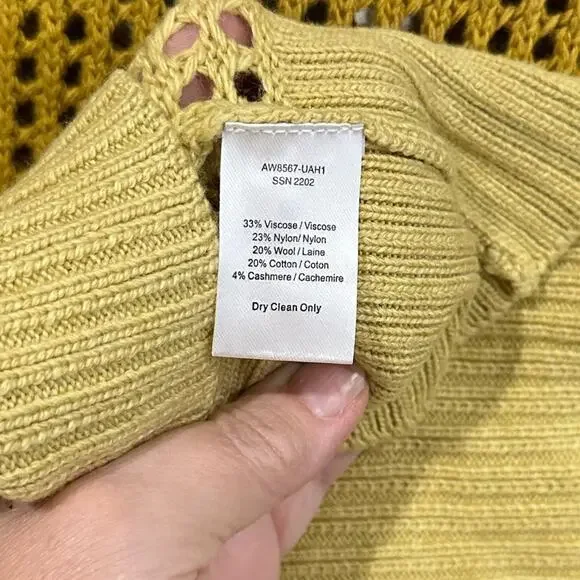 AW8567-UAH1
SSN 2202
33% Viscose / Viscose
23% Nylon/ Nylon
20% Wool / Laine
20% Cotton / Coton
4% Cashmere / Cachemire
Dry Clean Only